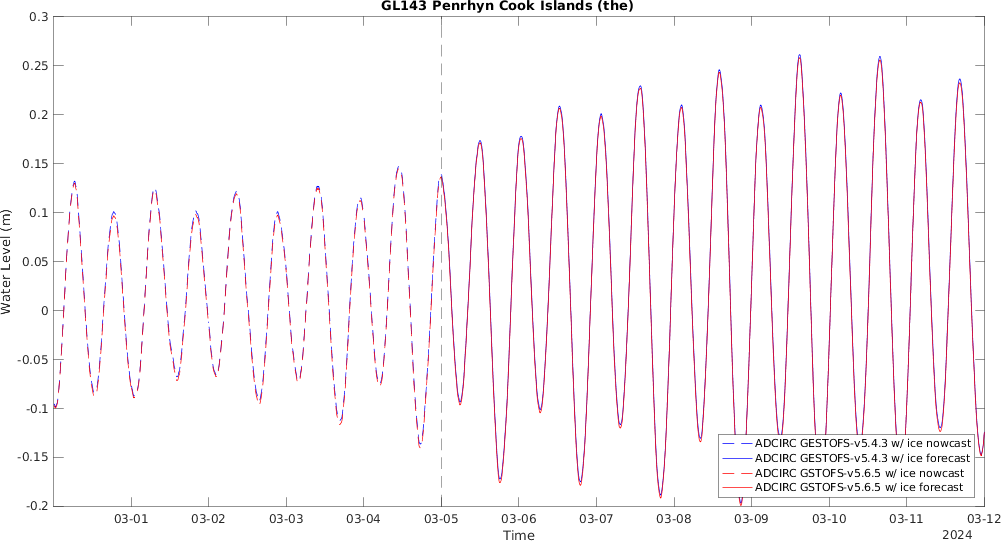 GL143 Penrhyn Cook Islands (the)
0.3
0.25
0.2
0.15
0.1
0.05
0
-0.05
-0.1
-0.15
-0.2
Water Level (m)
ADCIRC GESTOFS-v5.4.3 w/ ice nowcast
ADCIRC GESTOFS-v5.4.3 w/ ice forecast
ADCIRC GSTOFS-v5.6.5 w/ ice nowcast
ADCIRC GSTOFS-v5.6.5 w/ ice forecast
03-01 03-02 03-03 03-04 03-05 03-06 03-07 03-08 03-09 03-10 03-11 03-12
Time
2024